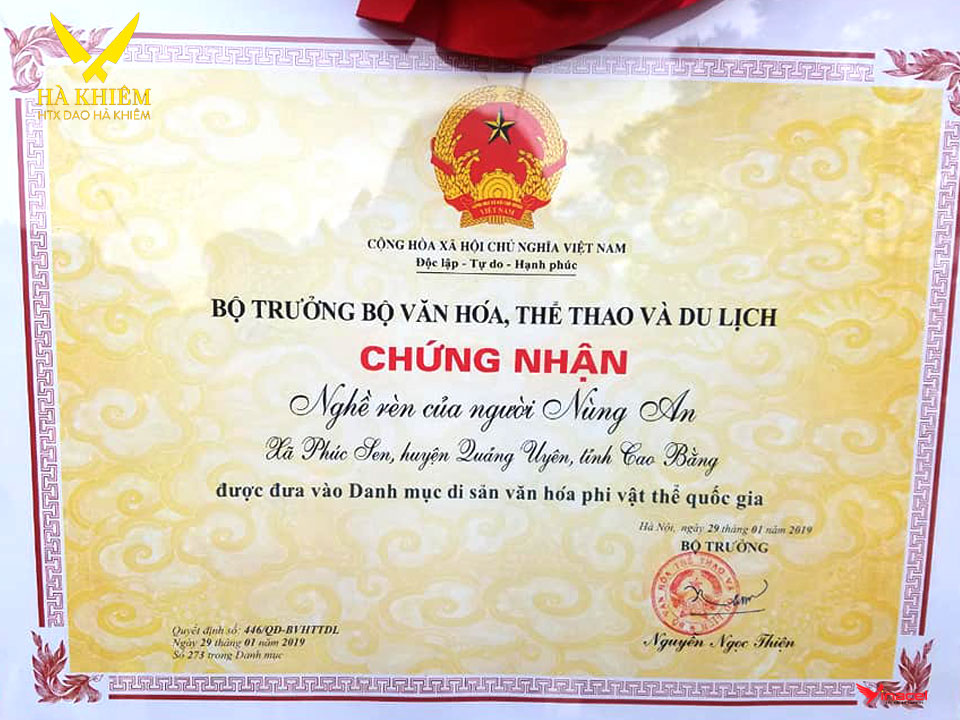 HÀ KHIÊM
HTX DAO HÀ KHIÊM
VIỆT NAM
CỘNG HÒA XÃ HỘI CHỦ NGHĨA VIỆT NAM
Độc lập - Tự do - Hạnh phúc
BỘ TRƯỞNG BỘ VĂN HÓA, THỂ THAO VÀ DU LỊCH
CHỨNG NHẬN
Nghề rèn của người Nùng An
Xã Phúc Sen, huyện Quảng Uyên, tỉnh Cao Bằng
được đưa vào Danh mục di sản văn hóa phi vật thể quốc gia
Hà Nội, ngày 29 tháng 01 năm 2019
BỘ TRƯỞNG
Nguyễn Ngọc Thiện
Quyết định số: 446/QĐ-BVHTTDL
Ngày 29 tháng 01 năm 2019
Số 273 trong Danh mục
Vinacel